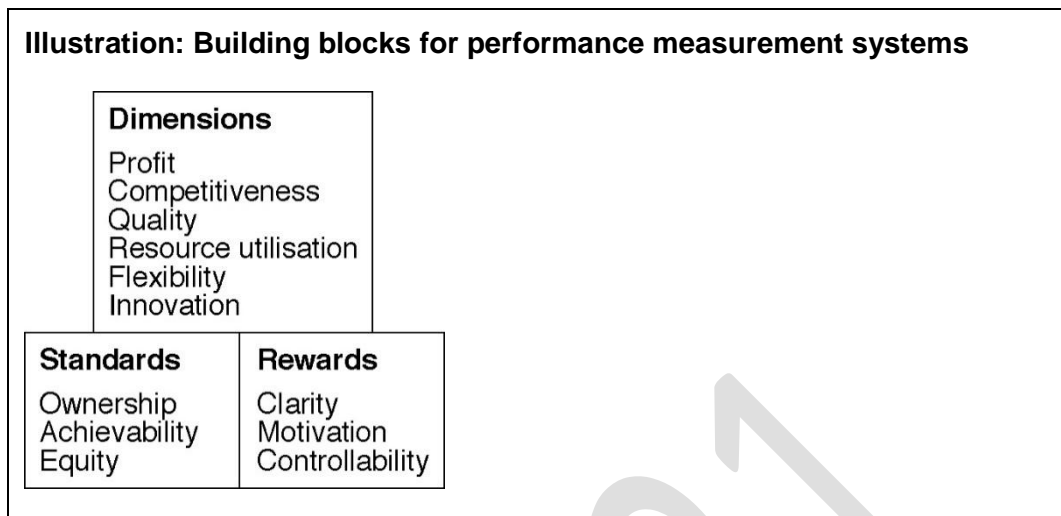 Illustration: Building blocks for performance measurement systems
Dimensions
Profit
Competitiveness
Quality
Resource utilisation
Flexibility
Innovation
Standards
Ownership
Achievability
Equity
Rewards
Clarity
Motivation
Controllability